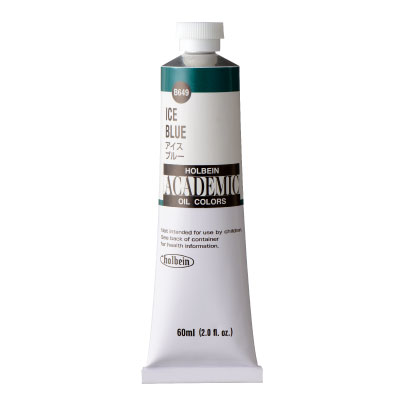 B649
ICE
BLUE
アイス
ブルー
HOLBEIN
ACADEMIC
OIL COLORS
Not intended for use by children.
See back of container
for health information.
holbein
60ml (2.0 fl. oz.)